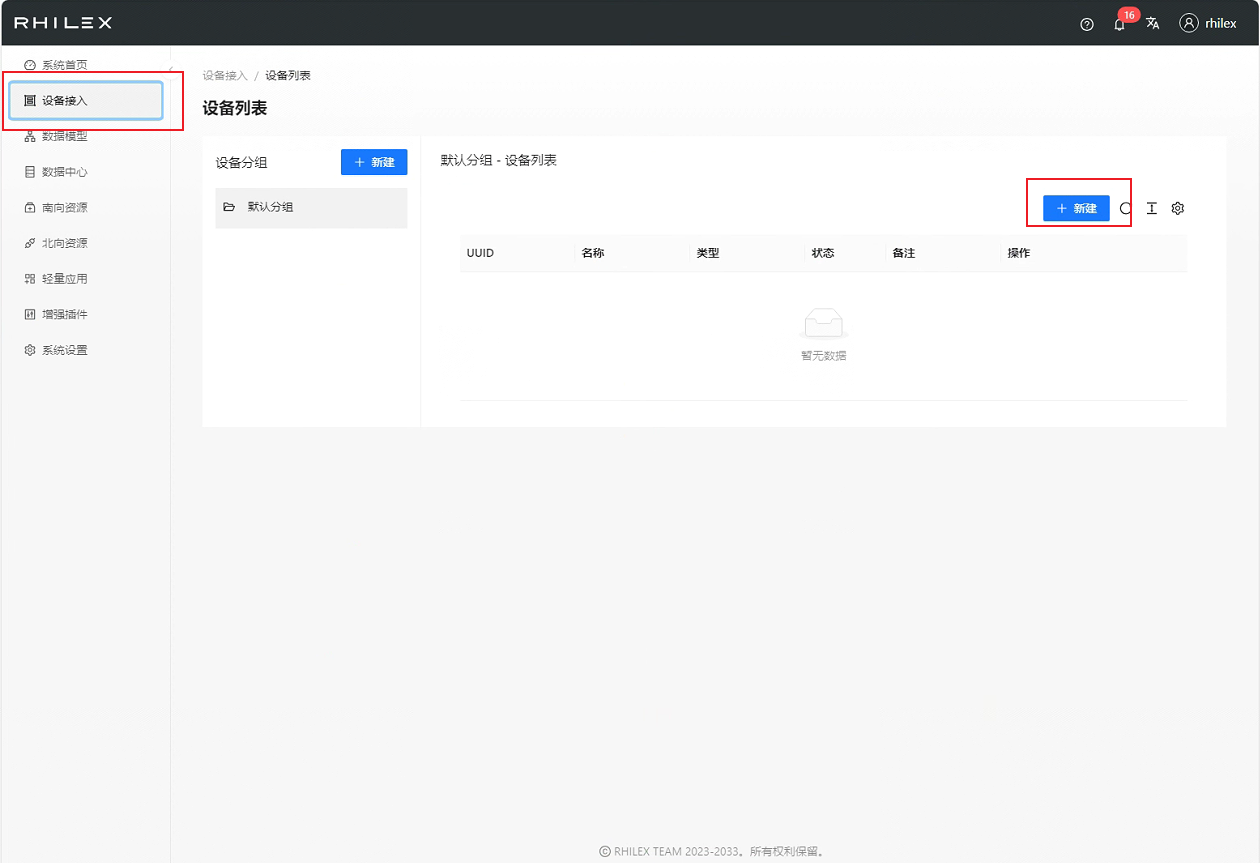 RHILEX
16
rhilex
系统首页
设备接入
数据模型
数据中心
南向资源
北向资源
轻量应用
增强插件
系统设置
设备接入 / 设备列表
设备列表
设备分组
+ 新建
默认分组
默认分组 - 设备列表
+ 新建
UUID 名称 类型 状态 备注 操作
暂无数据
© RHILEX TEAM 2023-2033。所有权利保留。